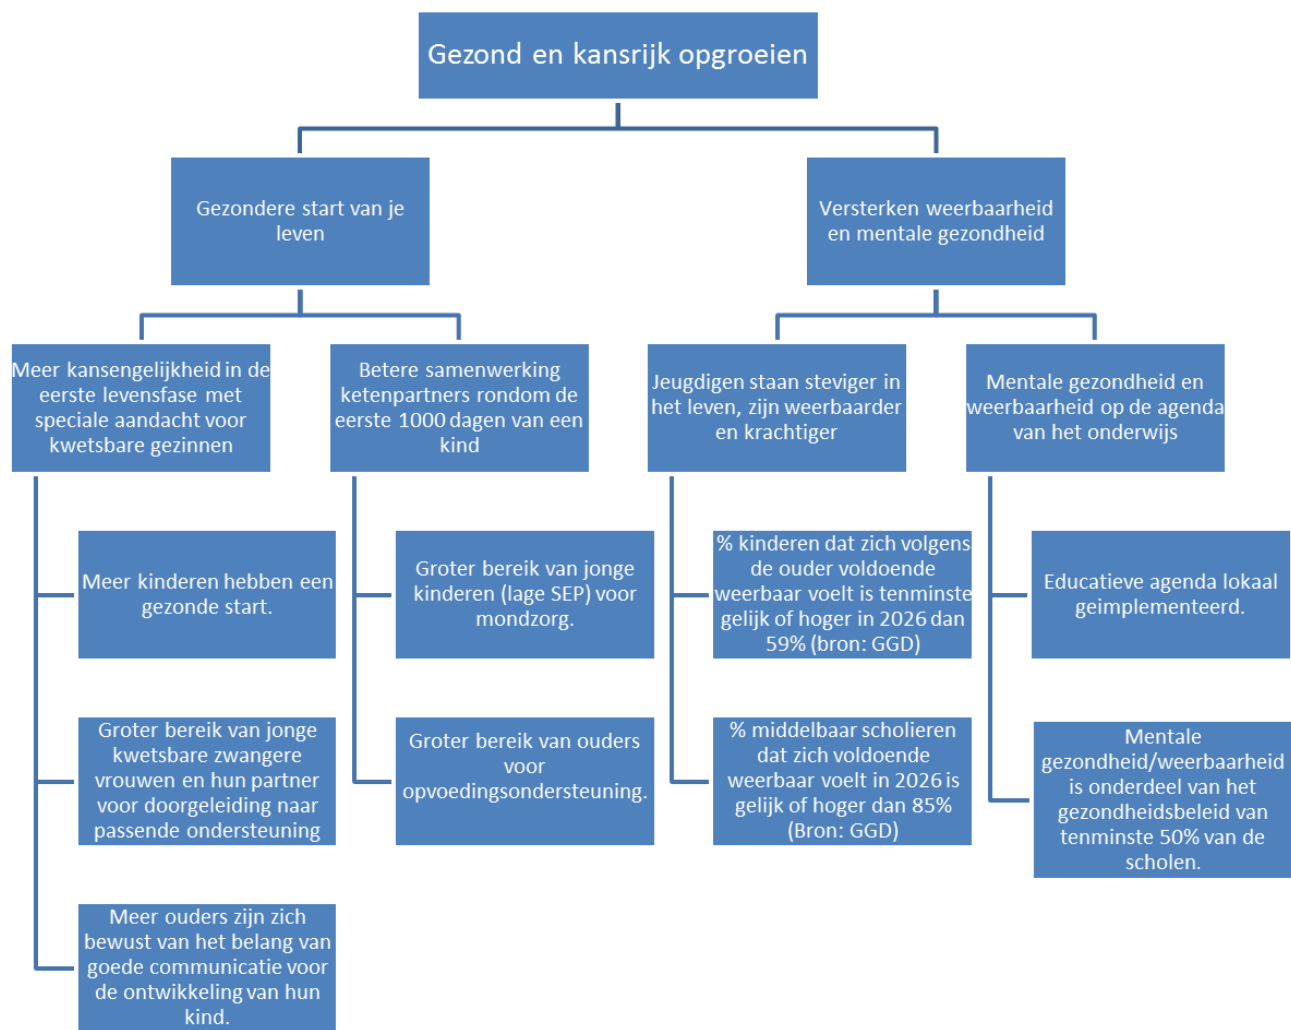 Gezond en kansrijk opgroeien
Gezondere start van je
leven
Versterken weerbaarheid
en mentale gezondheid
Meer kansengelijkheid in de
eerste levensfase met
speciale aandacht voor
kwetsbare gezinnen
Betere samenwerking
ketenpartners rondom de
eerste 1000 dagen van een
kind
Jeugdigen staan steviger in
het leven, zijn weerbaarder
en krachtiger
Mentale gezondheid en
weerbaarheid op de agenda
van het onderwijs
Meer kinderen hebben een
gezonde start.
Groter bereik van jonge
kwetsbare zwangere
vrouwen en hun partner
voor doorgeleiding naar
passende ondersteuning
Meer ouders zijn zich
bewust van het belang van
goede communicatie voor
de ontwikkeling van hun
kind.
Groter bereik van jonge
kinderen (lage SEP) voor
mondzorg.
Groter bereik van ouders
voor
opvoedingsondersteuning.
% kinderen dat zich volgens
de ouder voldoende
weerbaar voelt is tenminste
gelijk of hoger in 2026 dan
59% (bron: GGD)
% middelbaar scholieren
dat zich voldoende
weerbaar voelt in 2026 is
gelijk of hoger dan 85%
(Bron: GGD)
Educatieve agenda lokaal
geimplementeerd.
Mentale
gezondheid/weerbaarheid
is onderdeel van het
gezondheidsbeleid van
tenminste 50% van de
scholen.